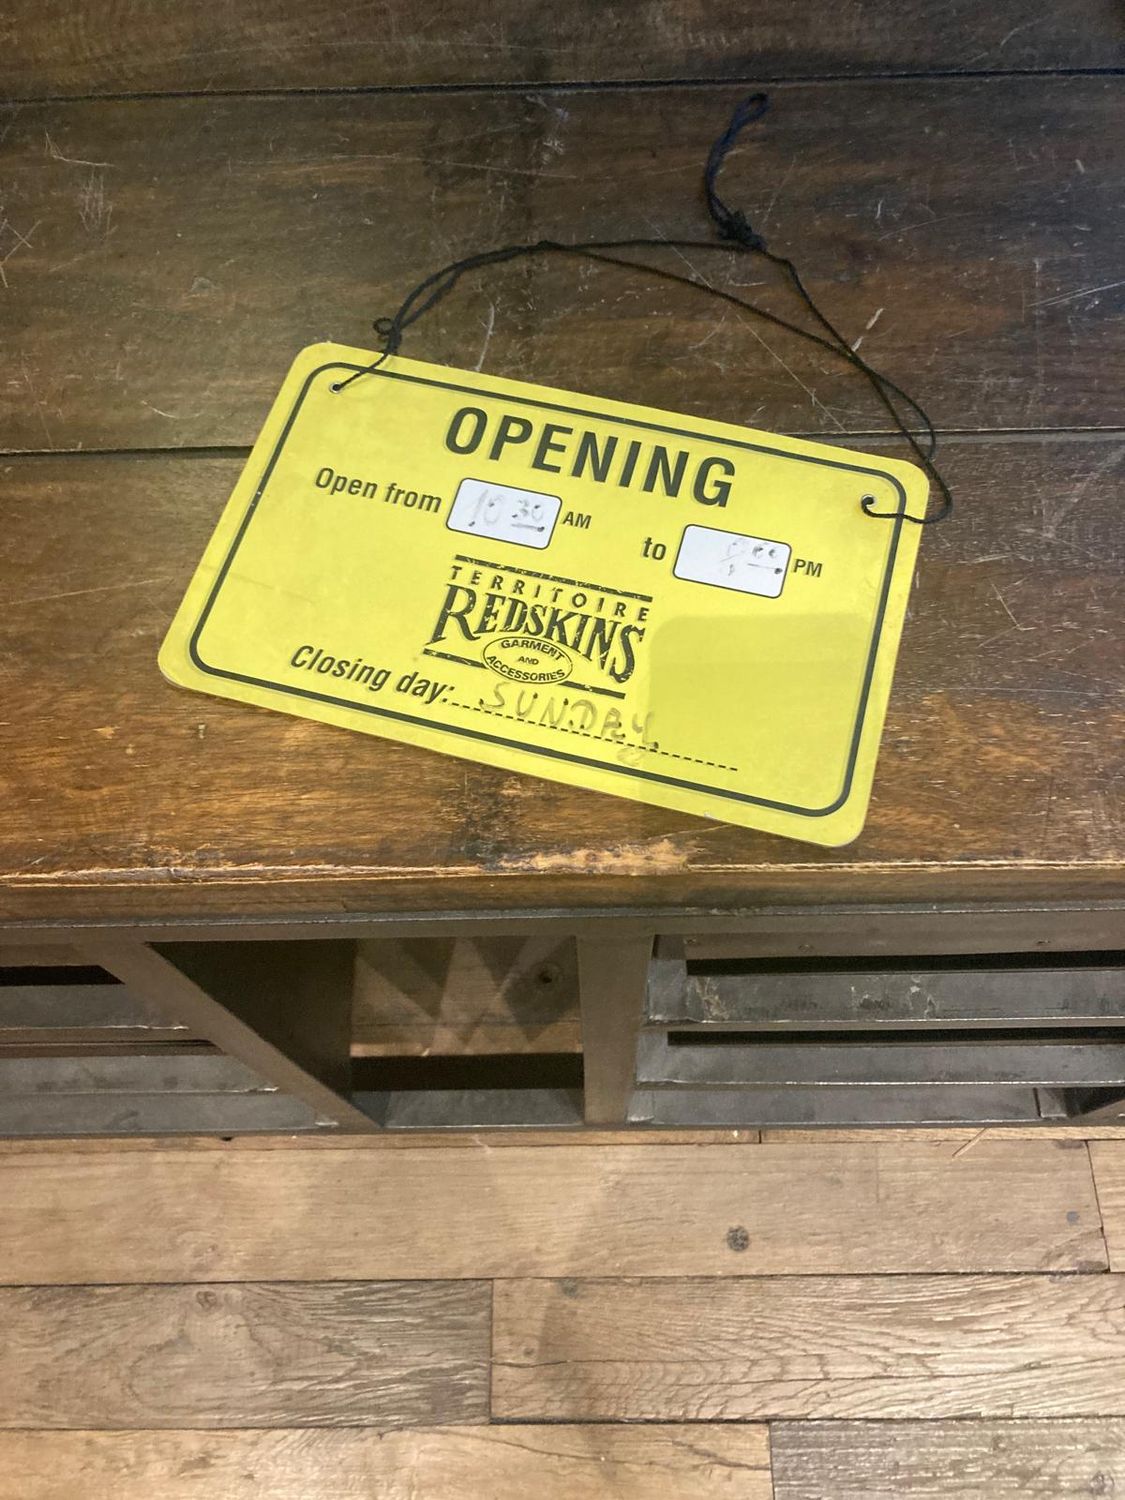 OPENING
Open from 10 30 AM
to PM
TERRITOIRE
REDSKINS
GARMENT
AND
ACCESSORIES
Closing day: SUNDAY